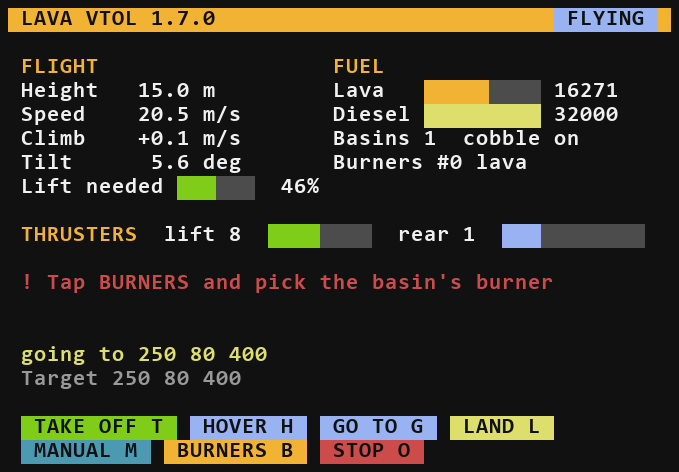 LAVA VTOL 1.7.0 FLYING
FLIGHT FUEL
Height 15.0 m Lava 16271
Speed 20.5 m/s Diesel 32000
Climb +0.1 m/s Basins 1 cobble on
Tilt 5.6 deg Burners #0 lava
Lift needed 46%
THRUSTERS lift 8 rear 1
! Tap BURNERS and pick the basin's burner
going to 250 80 400
Target 250 80 400
TAKE OFF T HOVER H GO TO G LAND L
MANUAL M BURNERS B STOP O